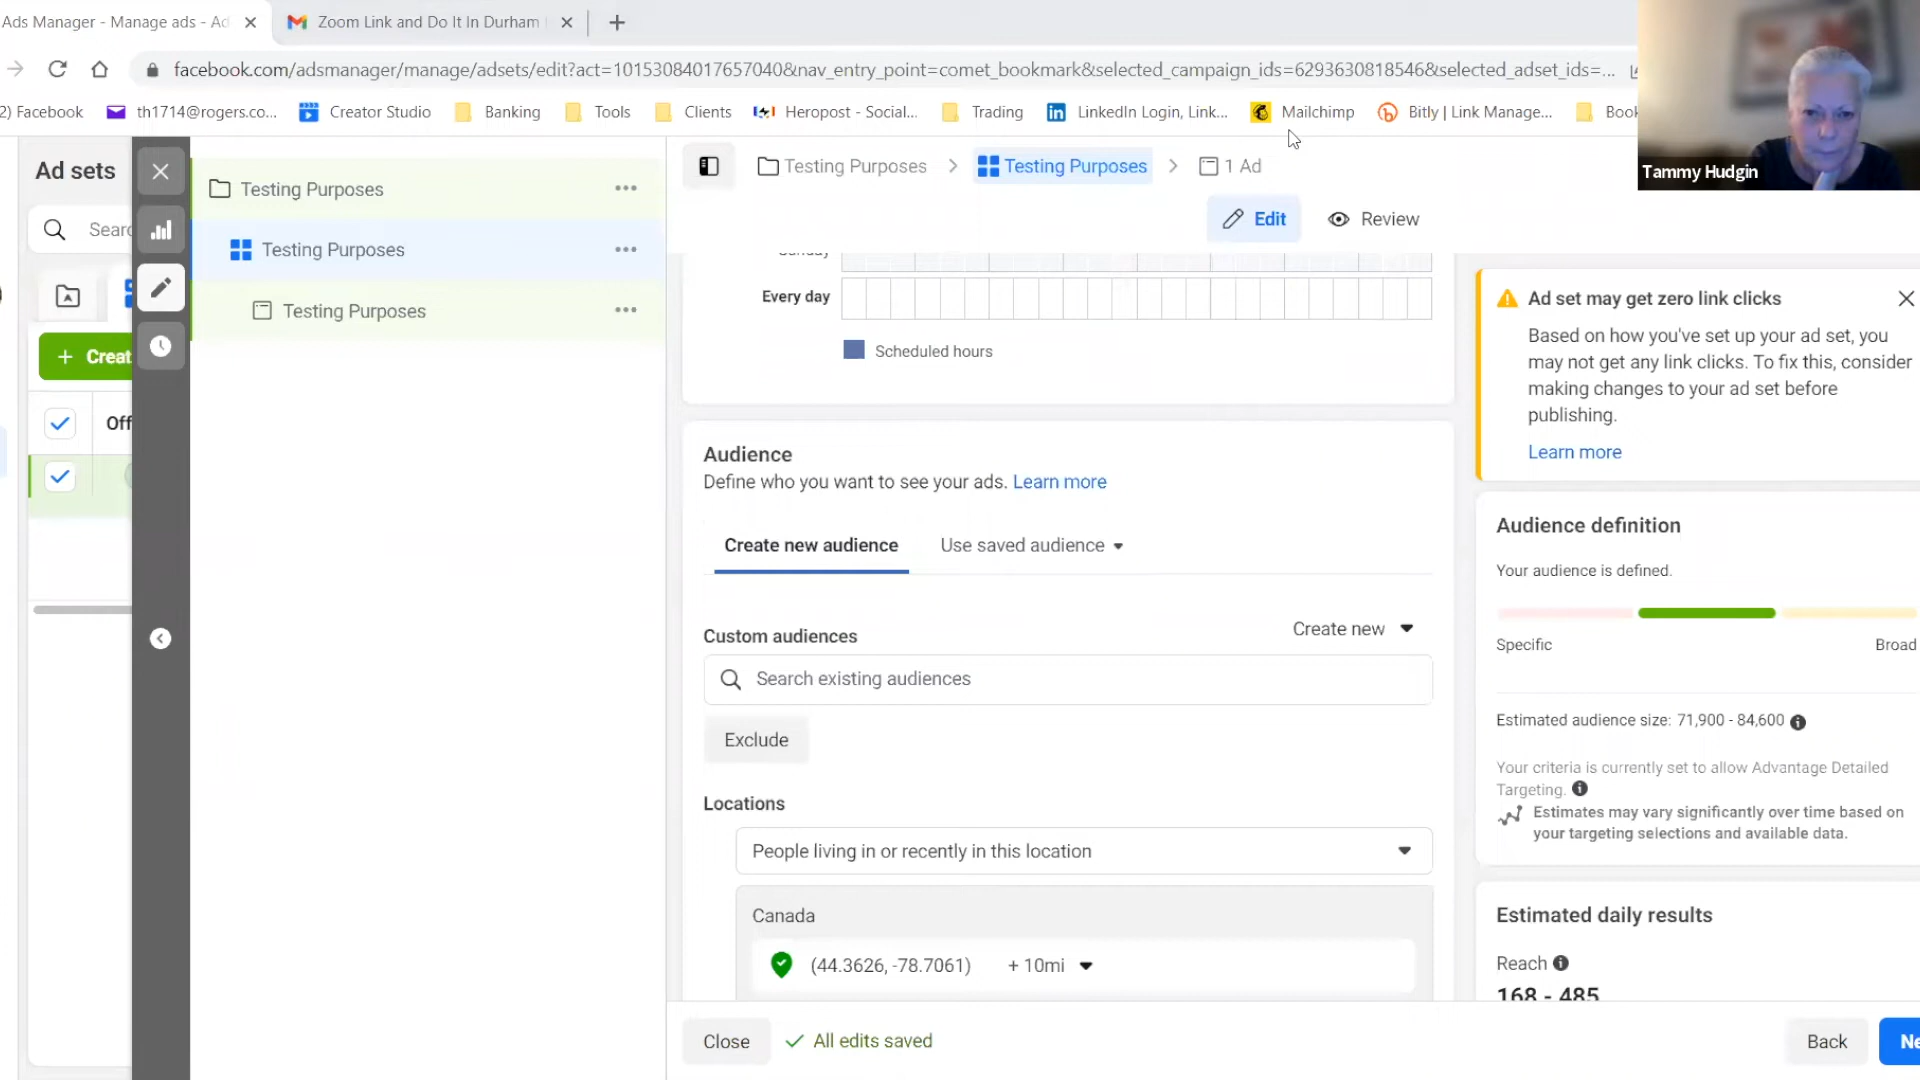 Ads Manager - Manage ads - Ad
Zoom Link and Do It In Durham
facebook.com/adsmanager/manage/adsets/edit?act=10153084017657040&nav_entry_point=comet_bookmark&selected_campaign_ids=6293630818546&selected_adset_ids=...
2) Facebook
th1714@rogers.co...
Creator Studio
Banking
Tools
Clients
Heropost - Social...
Trading
LinkedIn Login, Link...
Mailchimp
Bitly | Link Manage...
Book
Tammy Hudgin
Ad sets
Searc
Creat
Off
Testing Purposes
Testing Purposes
Testing Purposes
Testing Purposes
Testing Purposes
1 Ad
Edit
Review
Sunday
Every day
Scheduled hours
Audience
Define who you want to see your ads. Learn more
Create new audience
Use saved audience
Custom audiences
Create new
Search existing audiences
Exclude
Locations
People living in or recently in this location
Canada
(44.3626, -78.7061) + 10mi
Close
All edits saved
Ad set may get zero link clicks
Based on how you've set up your ad set, you
may not get any link clicks. To fix this, consider
making changes to your ad set before
publishing.
Learn more
Audience definition
Your audience is defined.
Specific
Broad
Estimated audience size: 71,900 - 84,600
Your criteria is currently set to allow Advantage Detailed
Targeting.
Estimates may vary significantly over time based on
your targeting selections and available data.
Estimated daily results
Reach
168 - 485
Back
Ne